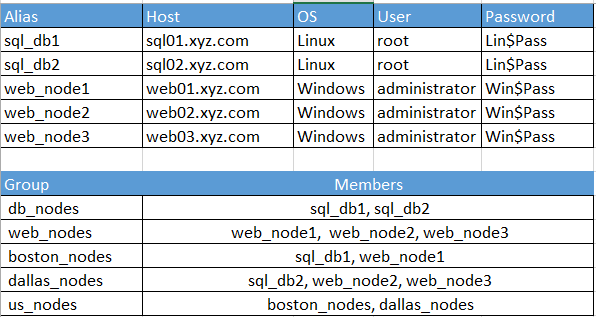 Alias Host OS User Password
sql_db1 sql01.xyz.com Linux root Lin$Pass
sql_db2 sql02.xyz.com Linux root Lin$Pass
web_node1 web01.xyz.com Windows administrator Win$Pass
web_node2 web02.xyz.com Windows administrator Win$Pass
web_node3 web03.xyz.com Windows administrator Win$Pass
Group Members
db_nodes sql_db1, sql_db2
web_nodes web_node1, web_node2, web_node3
boston_nodes sql_db1, web_node1
dallas_nodes sql_db2, web_node2, web_node3
us_nodes boston_nodes, dallas_nodes